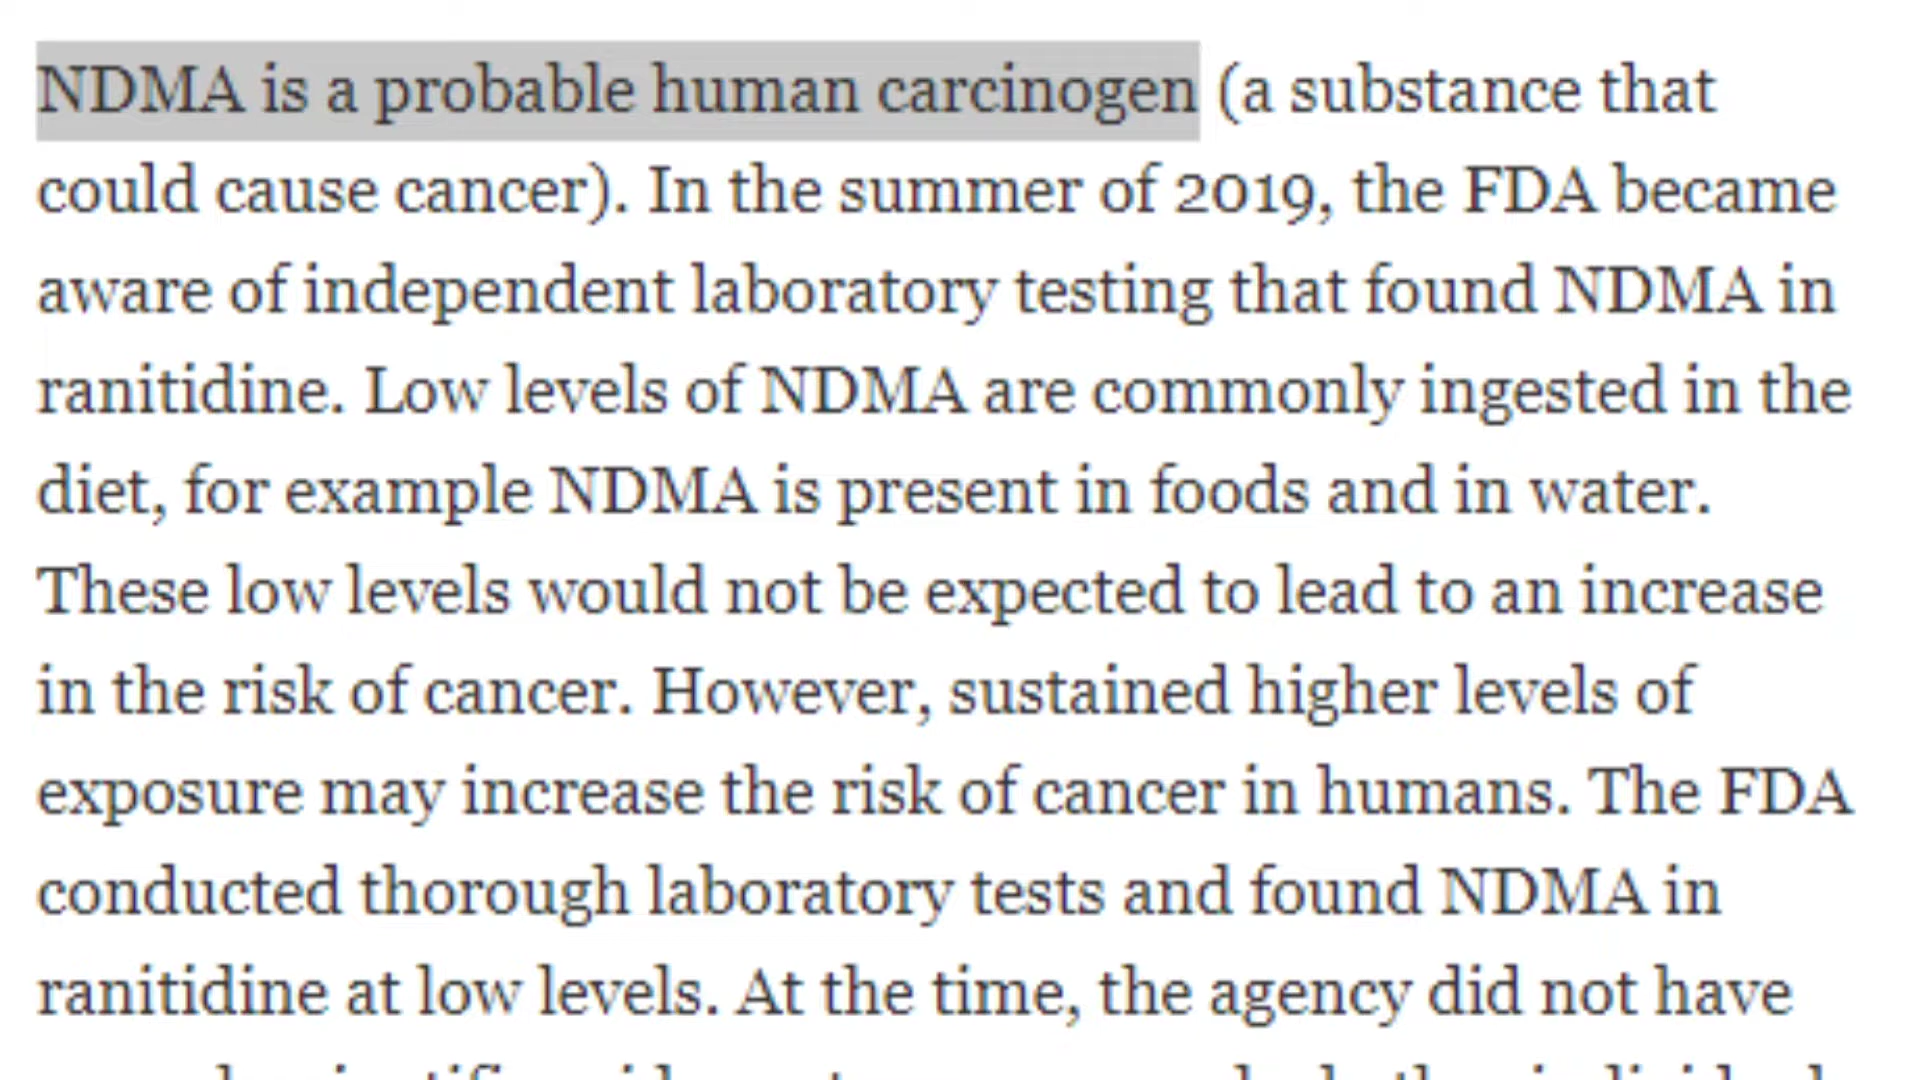 NDMA is a probable human carcinogen (a substance that
could cause cancer). In the summer of 2019, the FDA became
aware of independent laboratory testing that found NDMA in
ranitidine. Low levels of NDMA are commonly ingested in the
diet, for example NDMA is present in foods and in water.
These low levels would not be expected to lead to an increase
in the risk of cancer. However, sustained higher levels of
exposure may increase the risk of cancer in humans. The FDA
conducted thorough laboratory tests and found NDMA in
ranitidine at low levels. At the time, the agency did not have